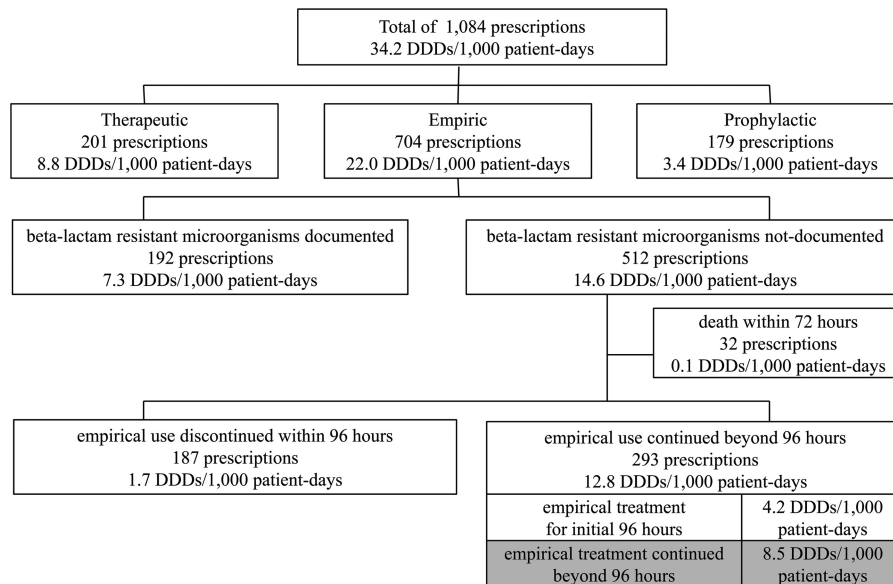 Total of 1,084 prescriptions
34.2 DDDs/1,000 patient-days
Therapeutic
201 prescriptions
8.8 DDDs/1,000 patient-days
Empiric
704 prescriptions
22.0 DDDs/1,000 patient-days
Prophylactic
179 prescriptions
3.4 DDDs/1,000 patient-days
beta-lactam resistant microorganisms documented
192 prescriptions
7.3 DDDs/1,000 patient-days
beta-lactam resistant microorganisms not-documented
512 prescriptions
14.6 DDDs/1,000 patient-days
death within 72 hours
32 prescriptions
0.1 DDDs/1,000 patient-days
empirical use discontinued within 96 hours
187 prescriptions
1.7 DDDs/1,000 patient-days
empirical use continued beyond 96 hours
293 prescriptions
12.8 DDDs/1,000 patient-days
empirical treatment
for initial 96 hours
4.2 DDDs/1,000
patient-days
empirical treatment continued
beyond 96 hours
8.5 DDDs/1,000
patient-days